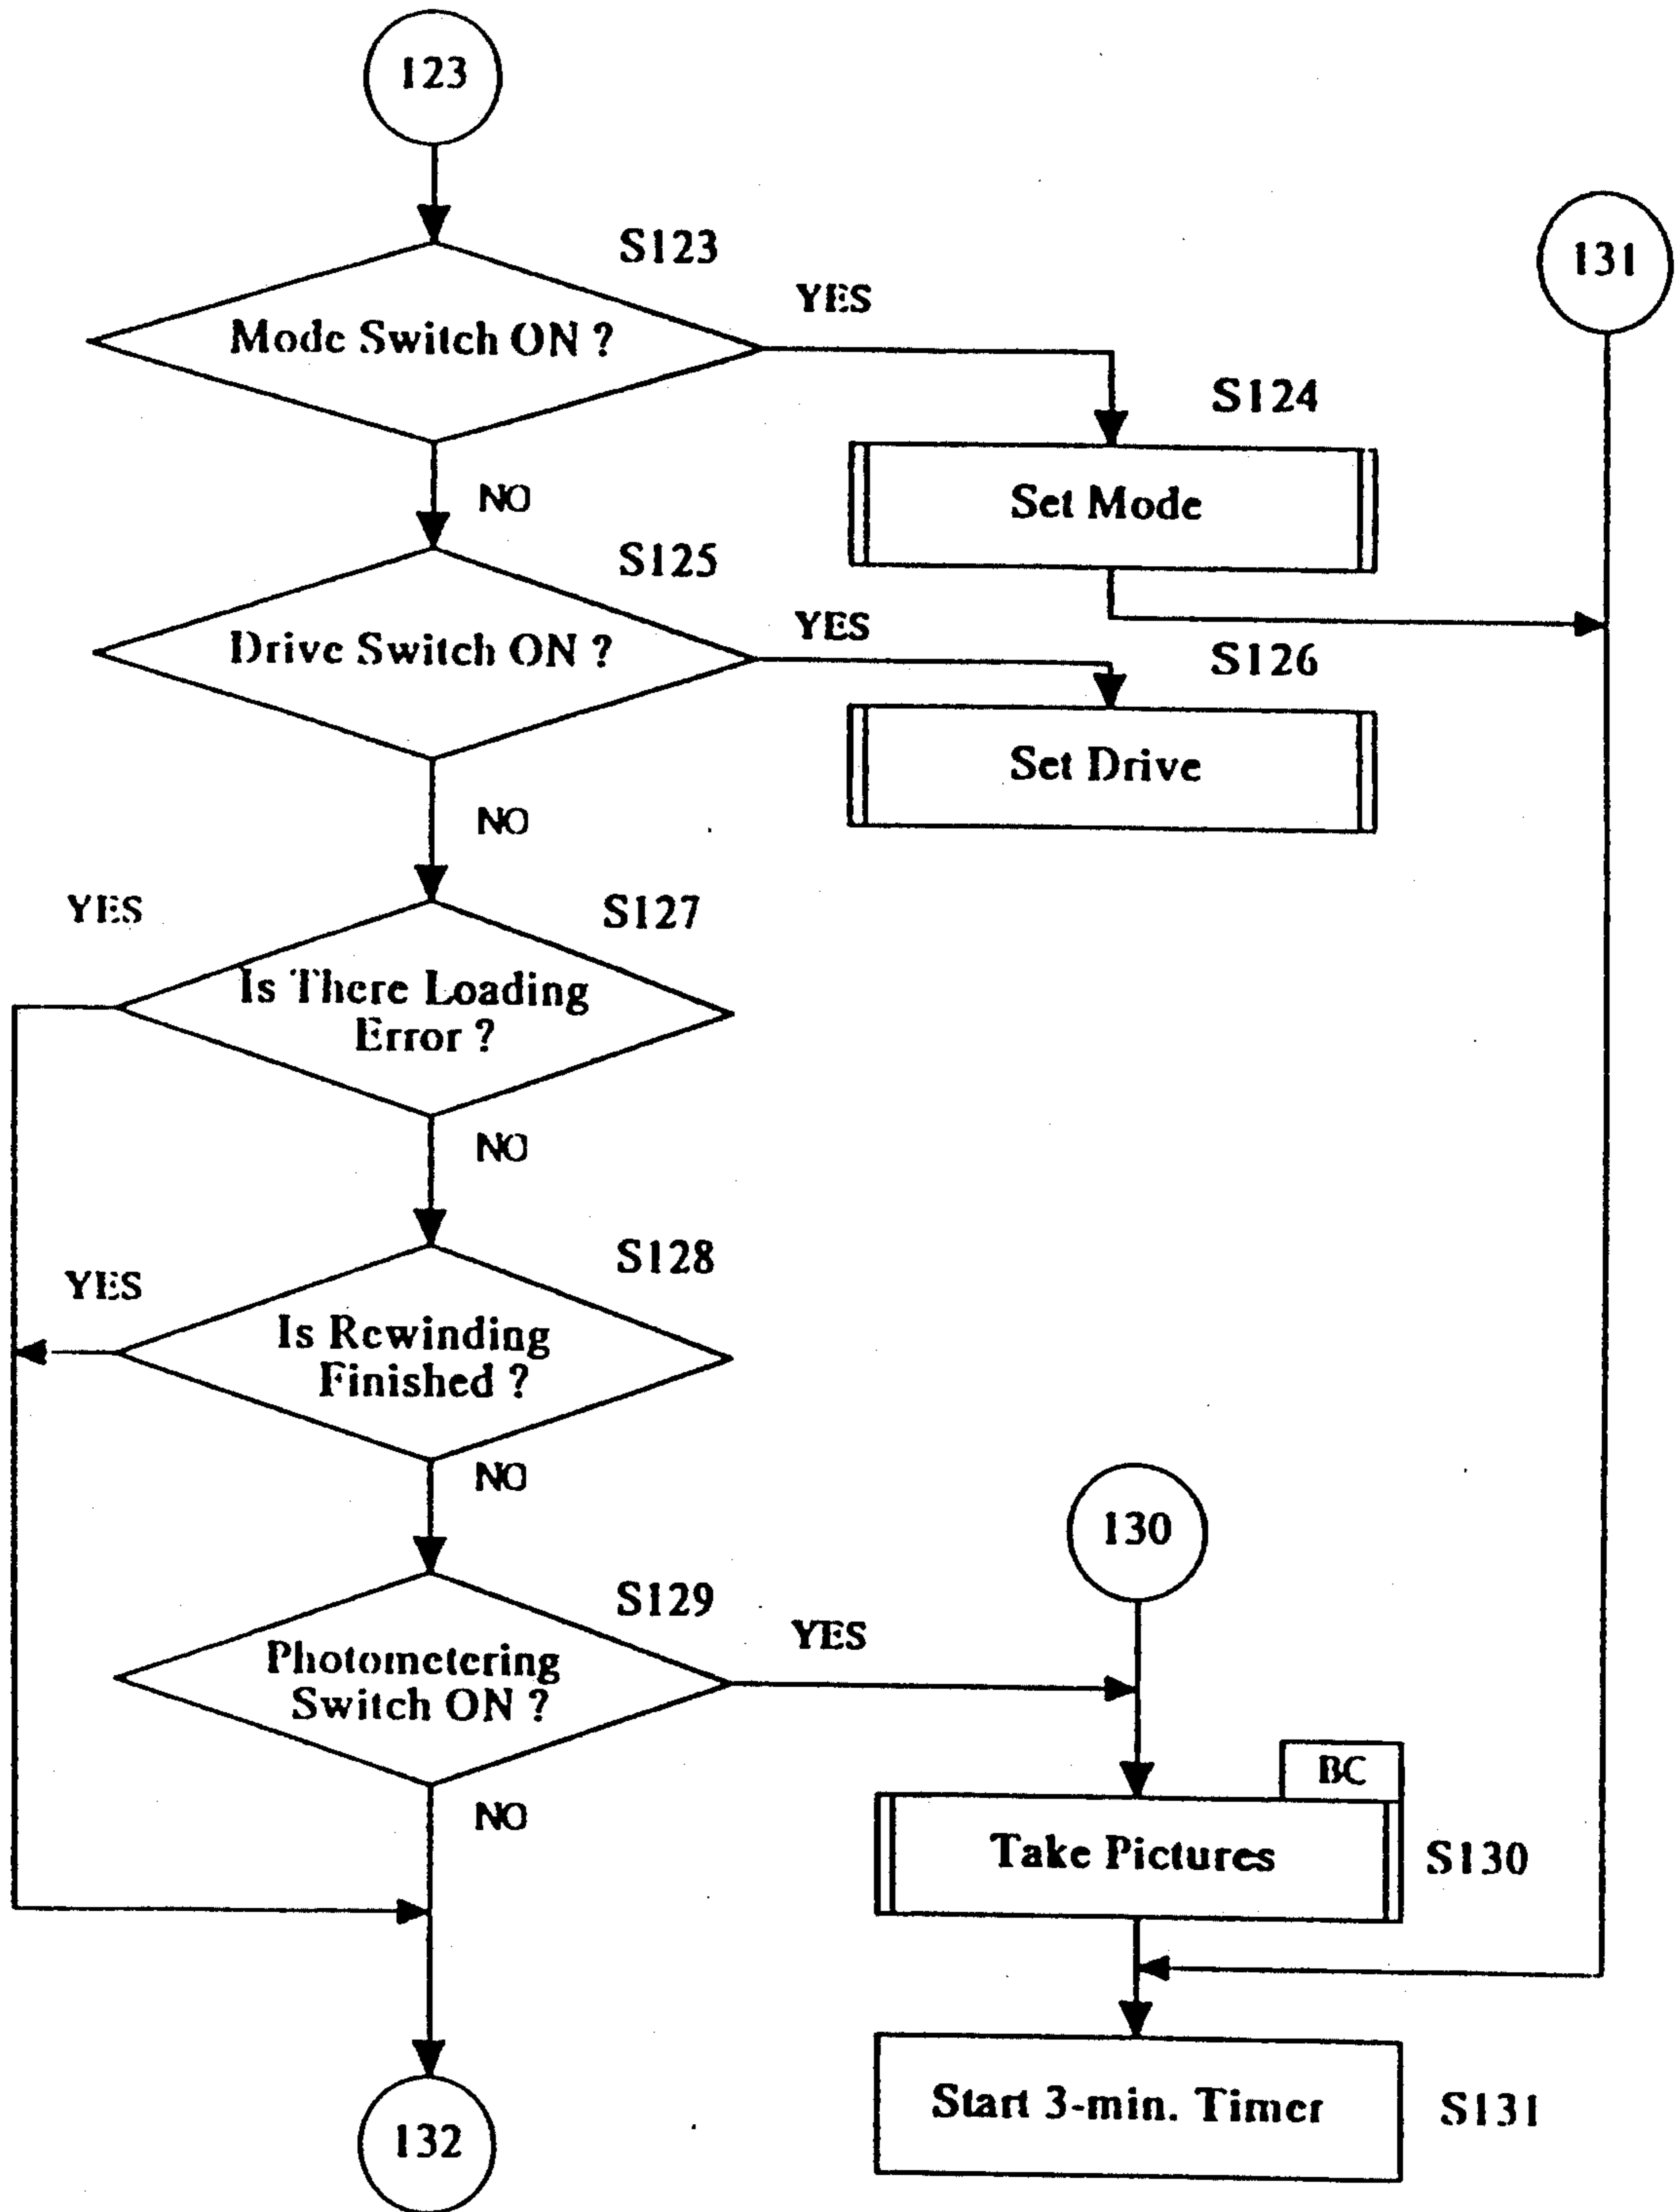 123
S123
131
YES
Mode Switch ON ?
S124
NO
Set Mode
S125
YES
Drive Switch ON ?
S126
Set Drive
NO
YES
S127
Is There Loading
Error ?
NO
S128
YES
Is Rewinding
Finished ?
NO
130
S129
YES
Photometering
Switch ON ?
BC
NO
Take Pictures
S130
Start 3-min. Timer
S131
132